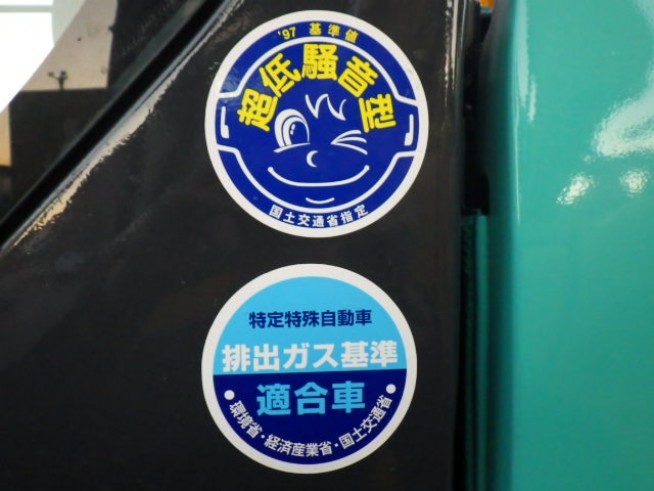 '97 基準値
超低騒音型
国土交通省指定
特定特殊自動車
排出ガス基準
適合車
●環境省・経済産業省・国土交通省●